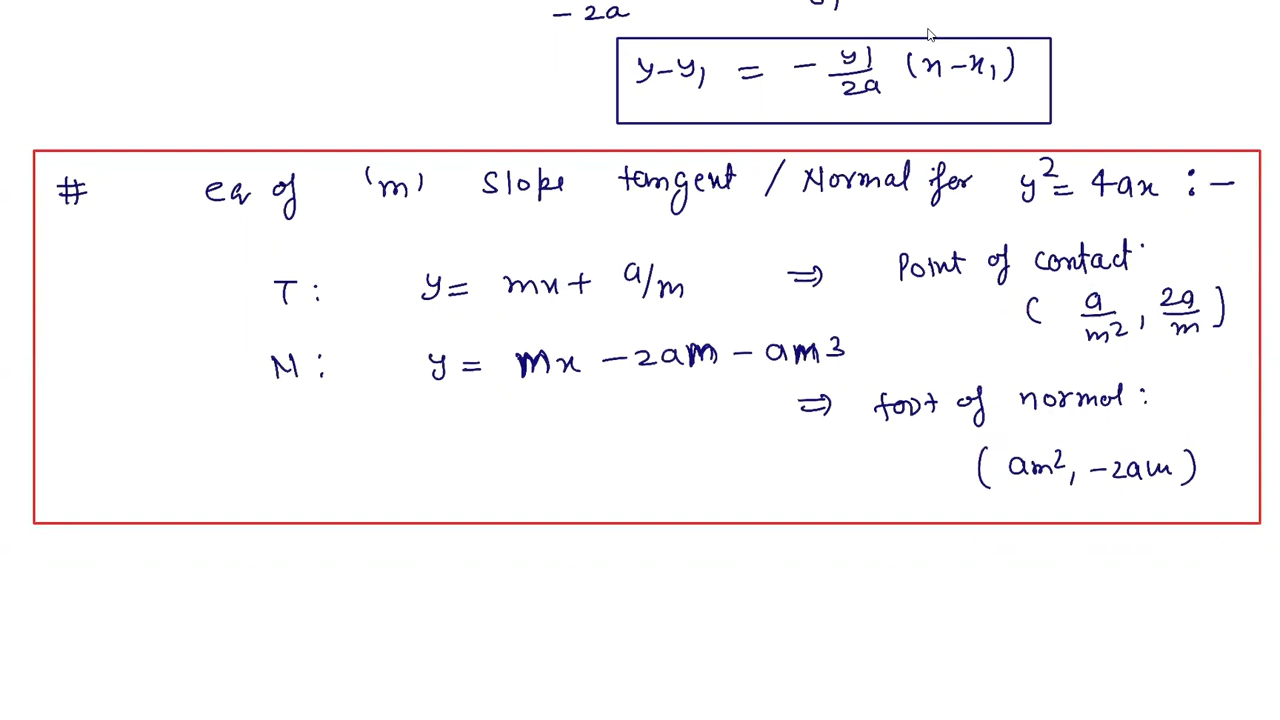 - 2a
y-y₁ = - y1/2a (x-x₁)
# eq of 'm' slope tangent / Normal for y² = 4ax :-
T : y = mx + a/m ⇒ Point of contact :
( a/m² , 2a/m )
N : y = mx - 2am - am3
⇒ foot of normal :
( am², -2am )